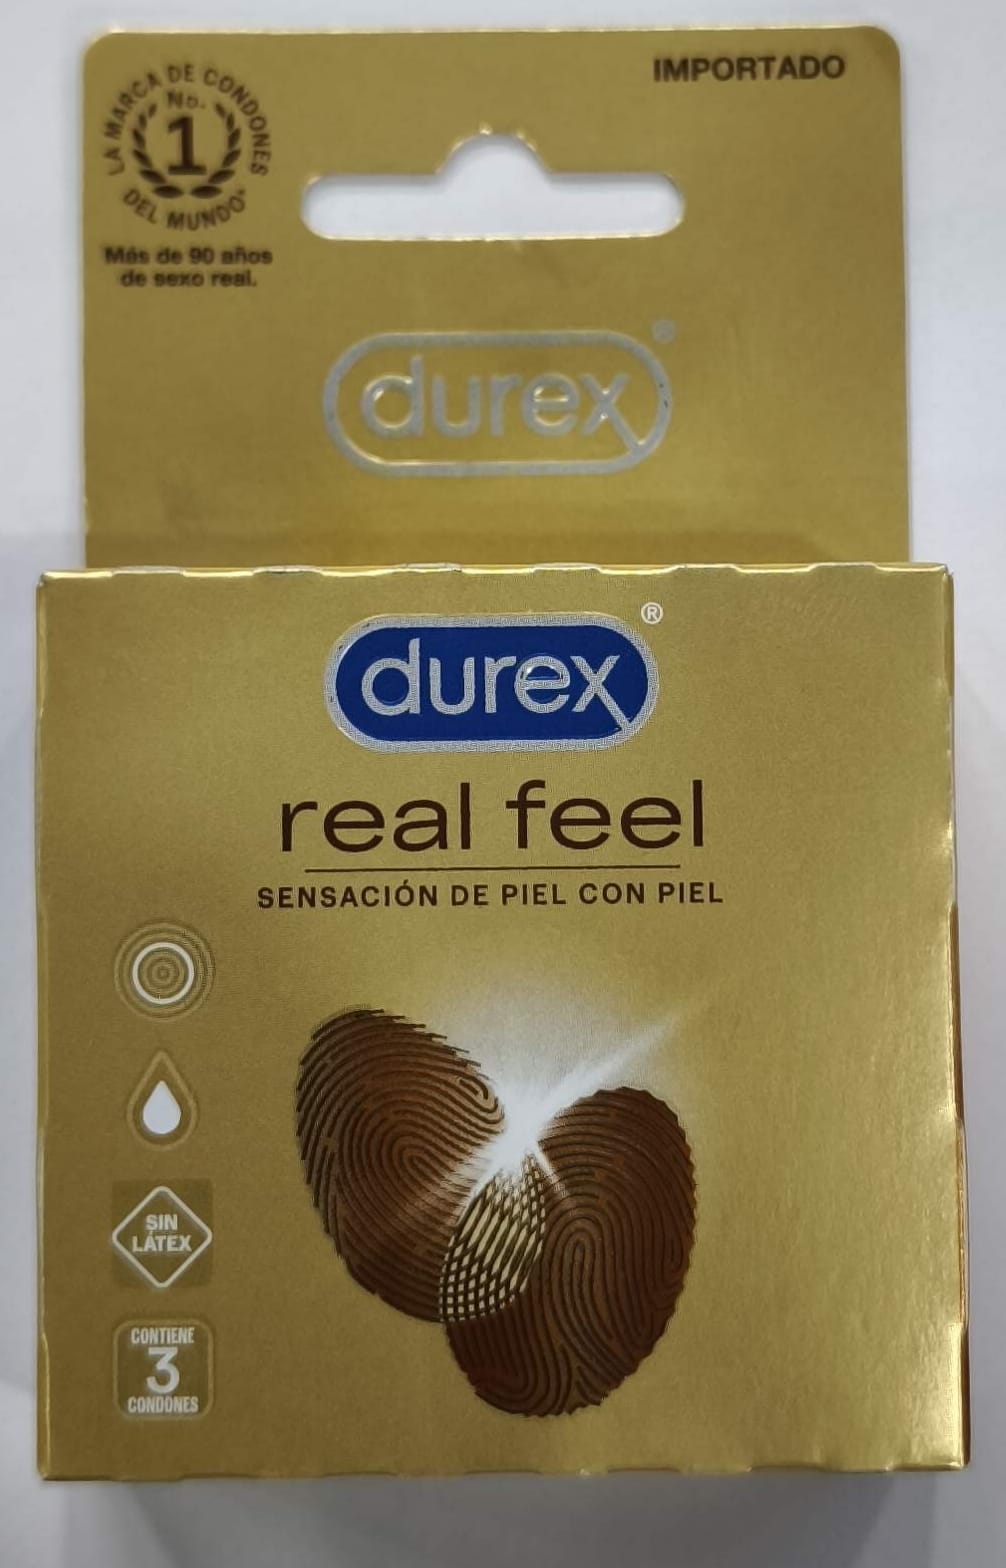 LA MARCA DE CONDONES
No.
1
DEL MUNDO*
Más de 90 años
de sexo real.
IMPORTADO
durex®
durex®
real feel
SENSACIÓN DE PIEL CON PIEL
SIN
LÁTEX
CONTIENE
3
CONDONES